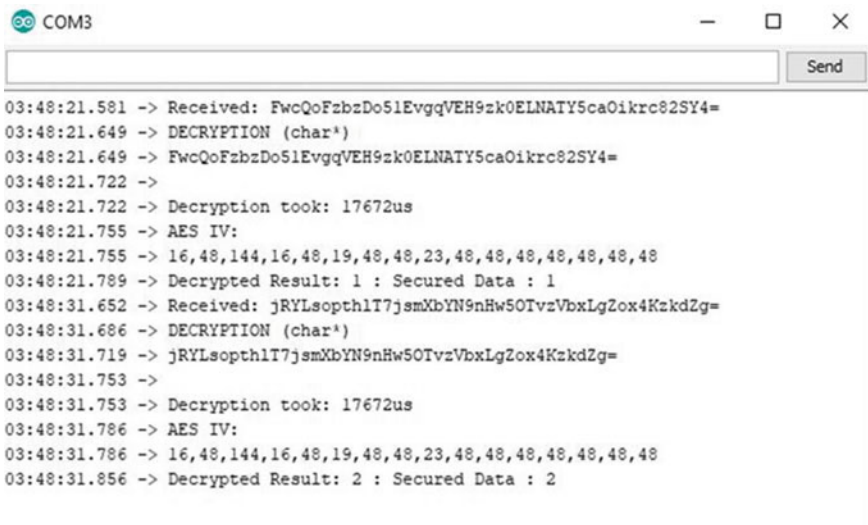 COM3
Send
03:48:21.581 -> Received: FwcQoFzbzDo51EvgqVEH9zk0ELNATY5caOikrc82SY4=
03:48:21.649 -> DECRYPTION (char*)
03:48:21.649 -> FwcQoFzbzDo51EvgqVEH9zk0ELNATY5caOikrc82SY4=
03:48:21.722 ->
03:48:21.722 -> Decryption took: 17672us
03:48:21.755 -> AES IV:
03:48:21.755 -> 16,48,144,16,48,19,48,48,23,48,48,48,48,48,48,48
03:48:21.789 -> Decrypted Result: 1 : Secured Data : 1
03:48:31.652 -> Received: jRYLsopthlT7jsmXbYN9nHw5OTvzVbxLgZox4KzkdZg=
03:48:31.686 -> DECRYPTION (char*)
03:48:31.719 -> jRYLsopthlT7jsmXbYN9nHw5OTvzVbxLgZox4KzkdZg=
03:48:31.753 ->
03:48:31.753 -> Decryption took: 17672us
03:48:31.786 -> AES IV:
03:48:31.786 -> 16,48,144,16,48,19,48,48,23,48,48,48,48,48,48,48
03:48:31.856 -> Decrypted Result: 2 : Secured Data : 2